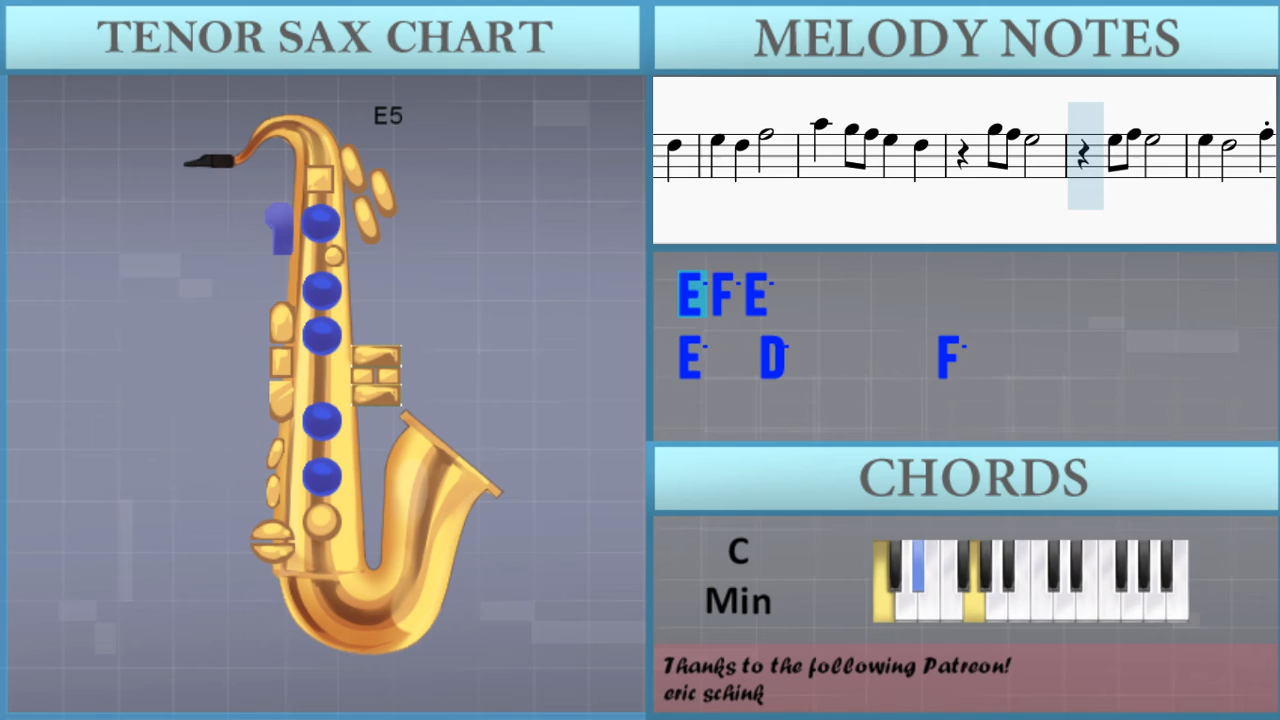 TENOR SAX CHART
E5
MELODY NOTES
E- F- E-
E- D- F-
CHORDS
C
Min
Thanks to the following Patreon!
eric schink